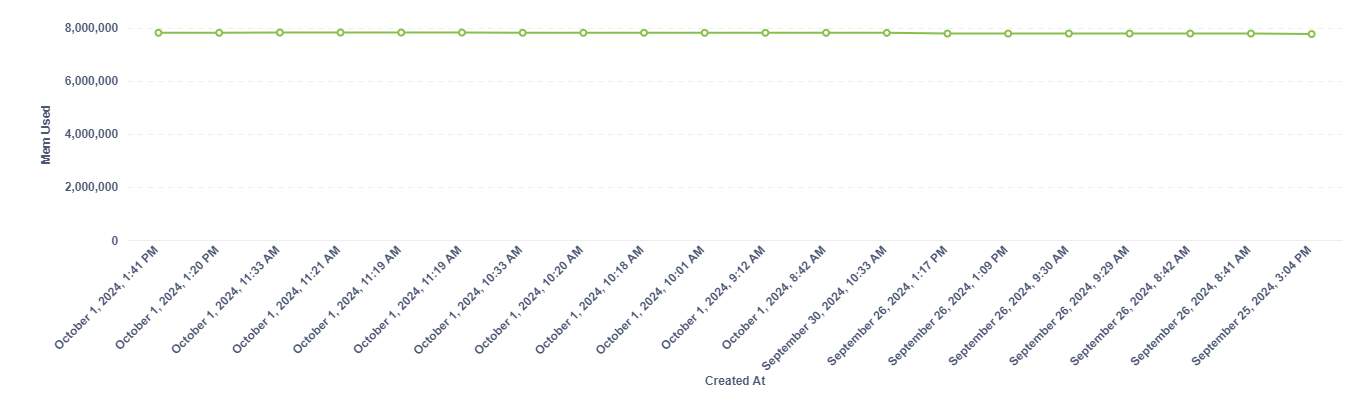 8,000,000
6,000,000
4,000,000
2,000,000
0
Mem Used
October 1, 2024, 1:41 PM
October 1, 2024, 1:20 PM
October 1, 2024, 11:33 AM
October 1, 2024, 11:21 AM
October 1, 2024, 11:19 AM
October 1, 2024, 11:19 AM
October 1, 2024, 10:33 AM
October 1, 2024, 10:20 AM
October 1, 2024, 10:18 AM
October 1, 2024, 10:01 AM
October 1, 2024, 9:12 AM
October 1, 2024, 8:42 AM
September 30, 2024, 10:33 AM
September 26, 2024, 1:17 PM
September 26, 2024, 1:09 PM
September 26, 2024, 9:30 AM
September 26, 2024, 9:29 AM
September 26, 2024, 8:42 AM
September 26, 2024, 8:41 AM
September 25, 2024, 3:04 PM
Created At